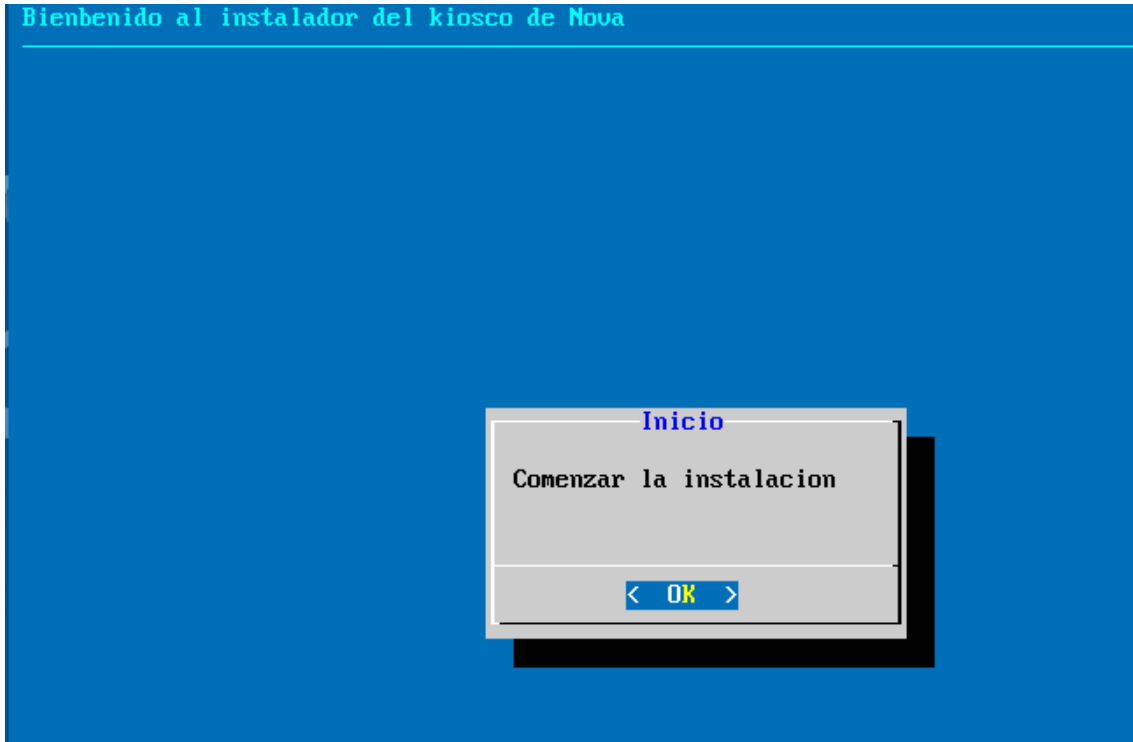 Bienbenido al instalador del kiosco de Nova
Inicio
Comenzar la instalacion
< OK >